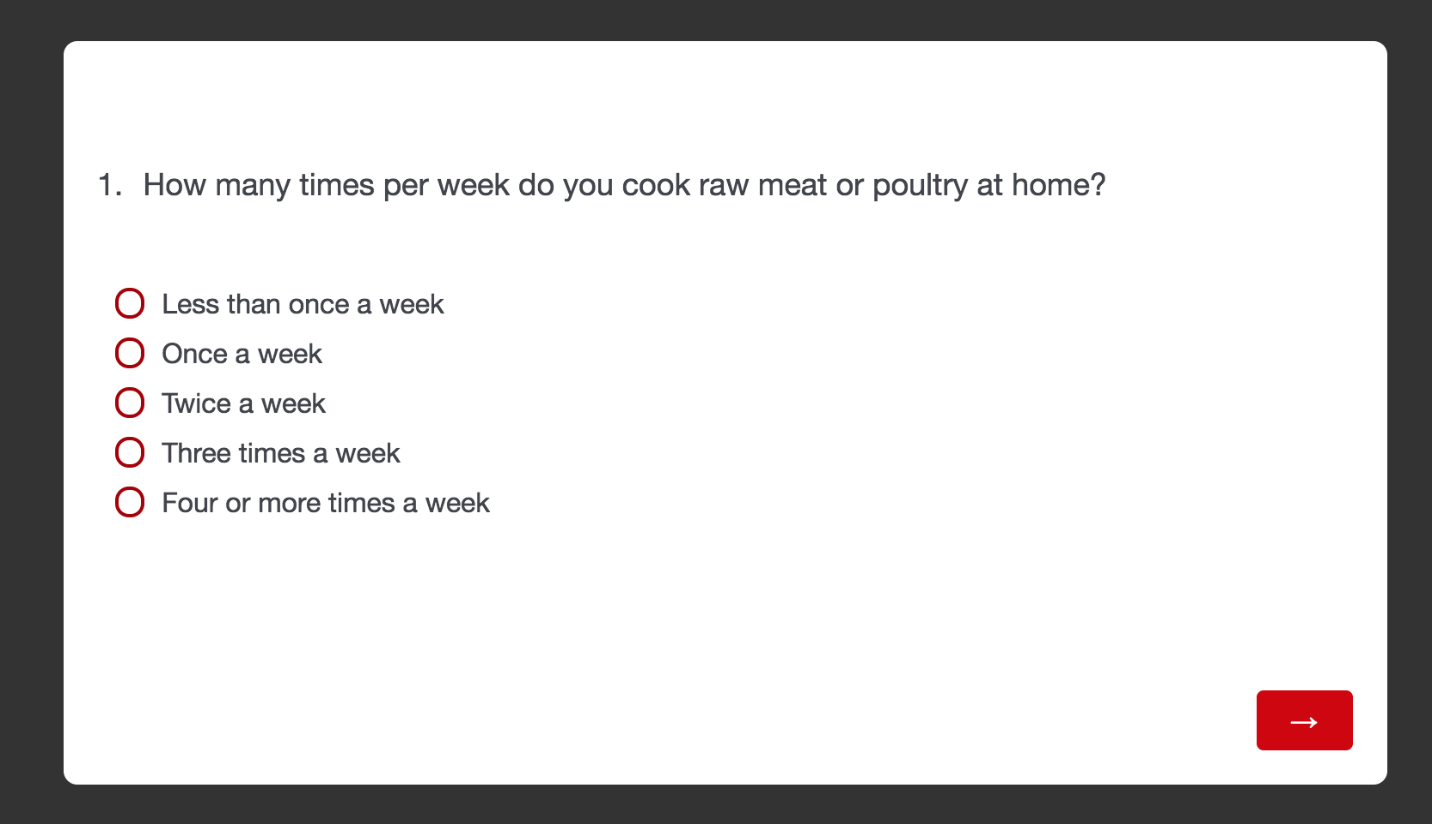 1. How many times per week do you cook raw meat or poultry at home?
Less than once a week
Once a week
Twice a week
Three times a week
Four or more times a week
→